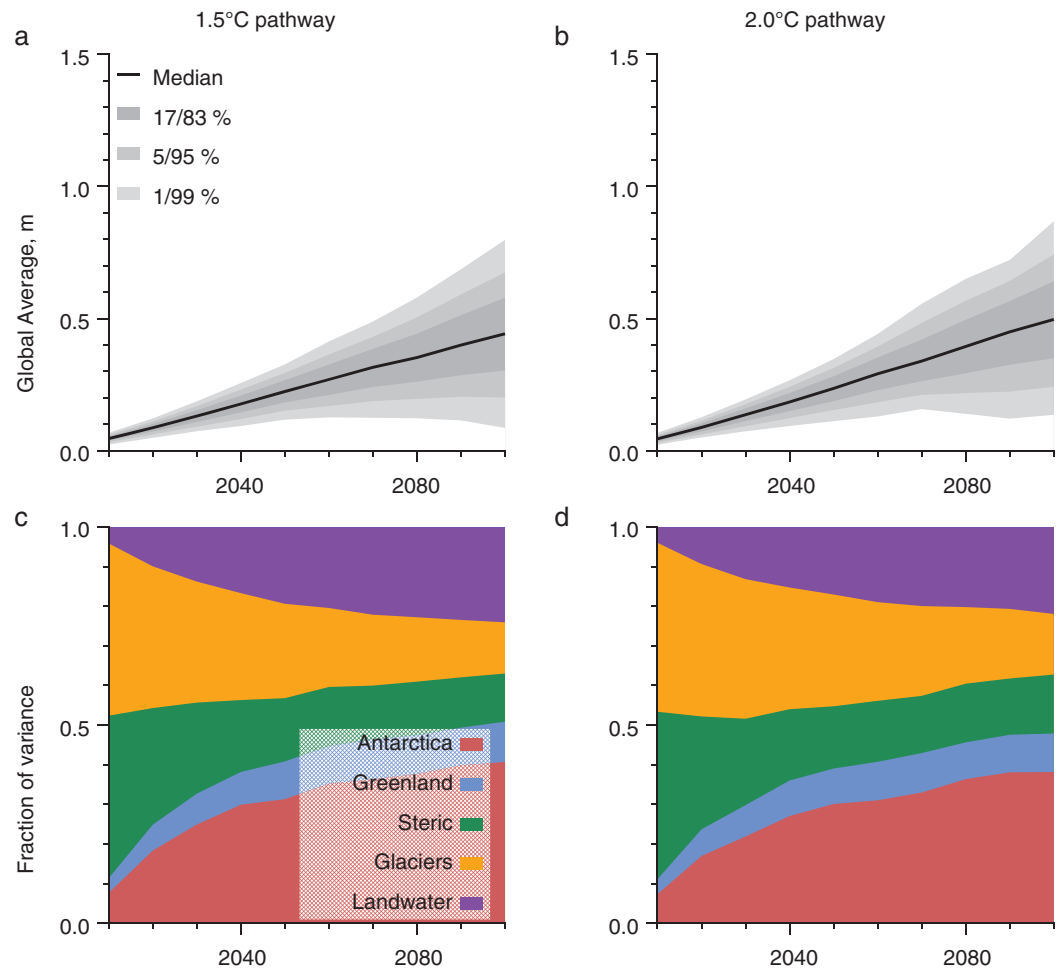 1.5°C pathway
2.0°C pathway
a
b
1.5
1.0
0.5
0.0
Global Average, m
Median
17/83 %
5/95 %
1/99 %
2040
2080
1.5
1.0
0.5
0.0
2040
2080
c
d
1.0
0.5
0.0
Fraction of variance
Antarctica
Greenland
Steric
Glaciers
Landwater
2040
2080
1.0
0.5
0.0
2040
2080